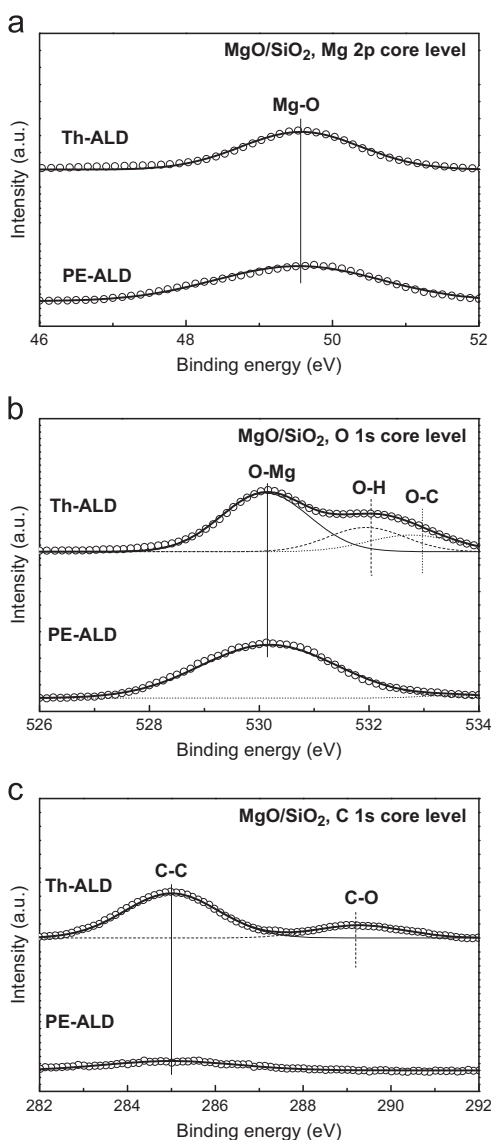 a
MgO/SiO₂, Mg 2p core level
Mg-O
Th-ALD
PE-ALD
Intensity (a.u.)
46 48 50 52
Binding energy (eV)
b
MgO/SiO₂, O 1s core level
O-Mg
O-H
O-C
Th-ALD
PE-ALD
Intensity (a.u.)
526 528 530 532 534
Binding energy (eV)
c
MgO/SiO₂, C 1s core level
C-C
C-O
Th-ALD
PE-ALD
Intensity (a.u.)
282 284 286 288 290 292
Binding energy (eV)